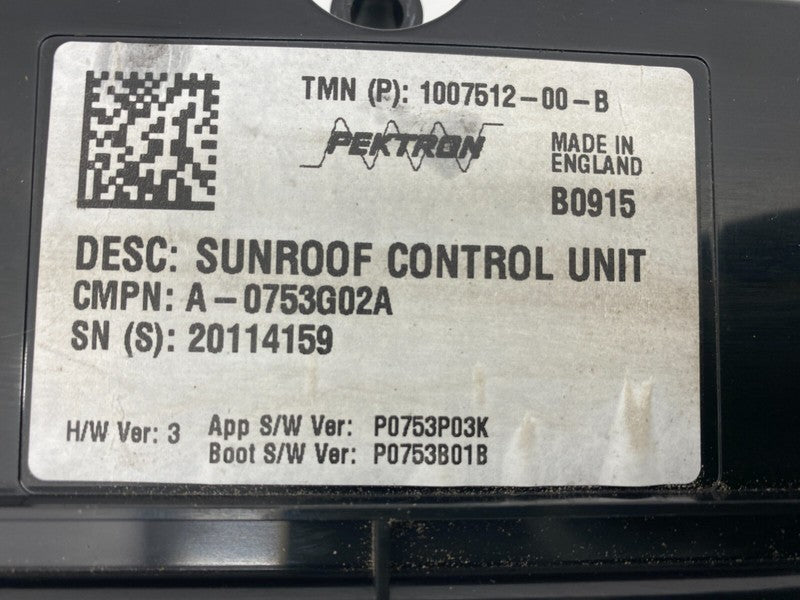 TMN (P): 1007512-00-B
PEKTRON
MADE IN
ENGLAND
B0915
DESC: SUNROOF CONTROL UNIT
CMPN: A-0753G02A
SN (S): 20114159
H/W Ver: 3 App S/W Ver: P0753P03K
Boot S/W Ver: P0753B01B